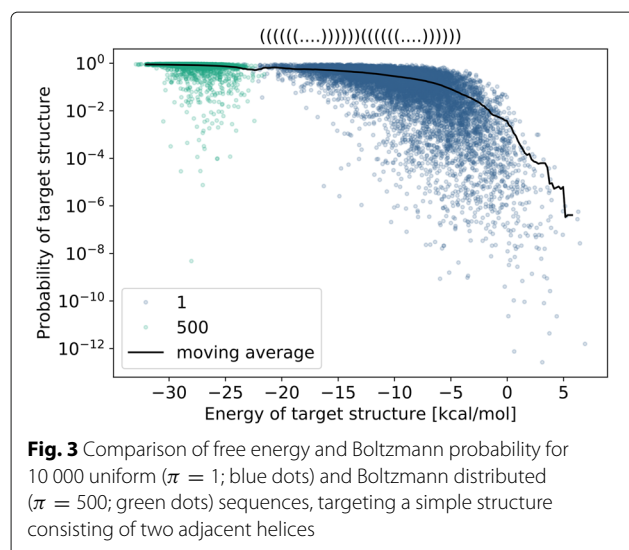 ((((((....))))))((((((....))))))
10⁰
10⁻²
10⁻⁴
10⁻⁶
10⁻⁸
10⁻¹⁰
10⁻¹²
Probability of target structure
1
500
moving average
−30 −25 −20 −15 −10 −5 0 5
Energy of target structure [kcal/mol]
Fig. 3 Comparison of free energy and Boltzmann probability for
10 000 uniform (π = 1; blue dots) and Boltzmann distributed
(π = 500; green dots) sequences, targeting a simple structure
consisting of two adjacent helices